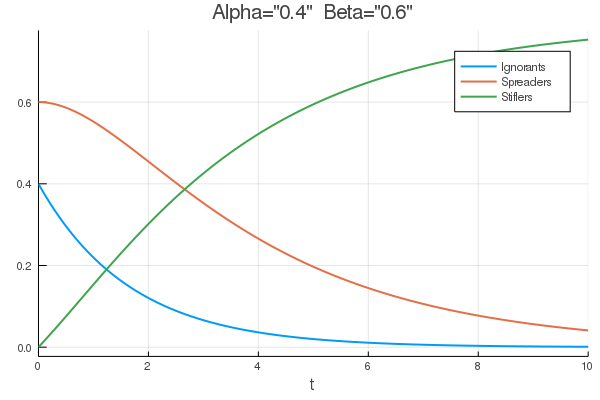 Alpha="0.4" Beta="0.6"
Ignorants
Spreaders
Stiflers
0.6
0.4
0.2
0.0
0 2 4 6 8 10
t